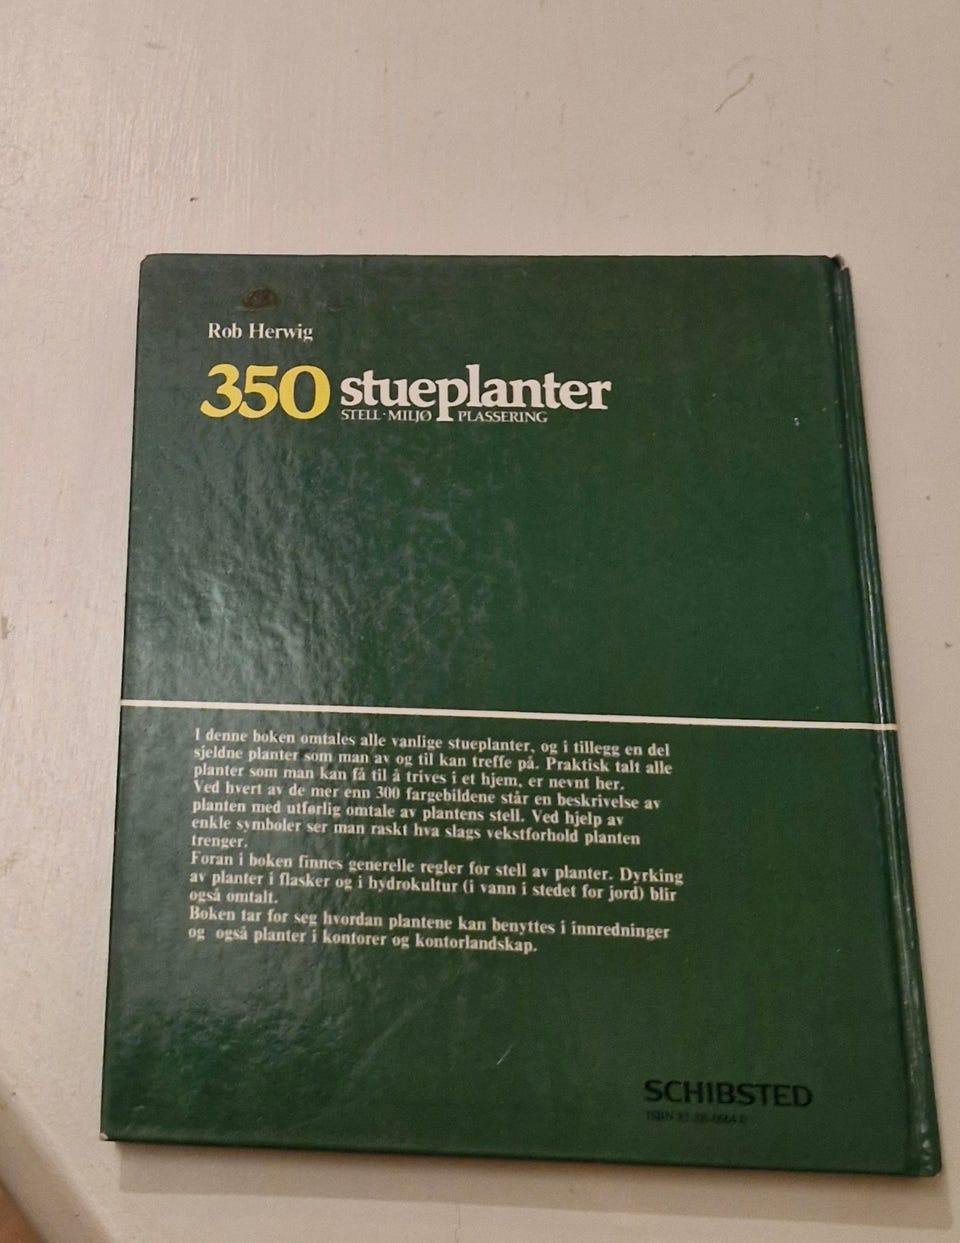 Rob Herwig
350 stueplanter
STELL · MILJØ PLASSERING
I denne boken omtales alle vanlige stueplanter, og i tillegg en del
sjeldne planter som man av og til kan treffe på. Praktisk talt alle
planter som man kan få til å trives i et hjem, er nevnt her.
Ved hvert av de mer enn 300 fargebildene står en beskrivelse av
planten med utførlig omtale av plantens stell. Ved hjelp av
enkle symboler ser man raskt hva slags vekstforhold planten
trenger.
Foran i boken finnes generelle regler for stell av planter. Dyrking
av planter i flasker og i hydrokultur (i vann i stedet for jord) blir
også omtalt.
Boken tar for seg hvordan plantene kan benyttes i innredninger
og også planter i kontorer og kontorlandskap.
SCHIBSTED
ISBN